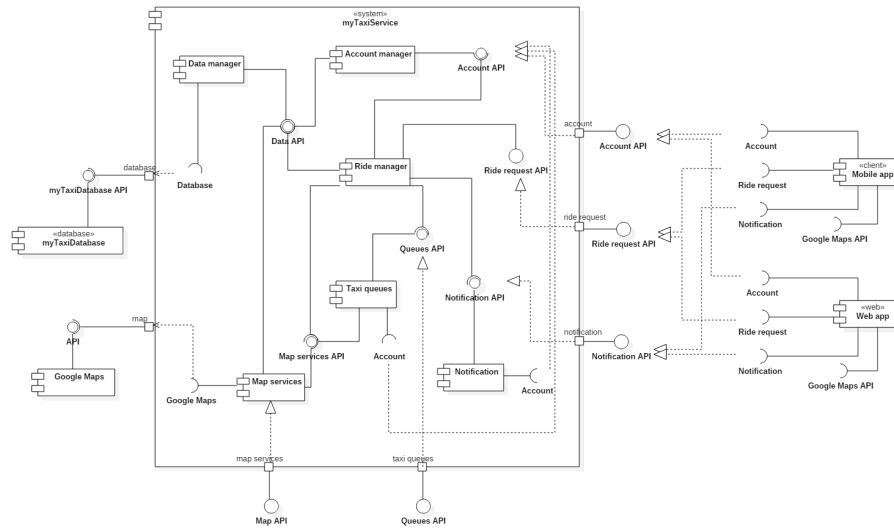 «system»
myTaxiService
Data manager
Account manager
Account API
Data API
database
Database
myTaxiDatabase API
«database»
myTaxiDatabase
Ride manager
Ride request API
Queues API
Taxi queues
Notification API
map
API
Google Maps
Map services API
Account
Map services
Google Maps
Notification
Account
map services
taxi queues
Map API
Queues API
account
Account API
ride request
Ride request API
notification
Notification API
Account
«client»
Mobile app
Ride request
Notification
Google Maps API
Account
«web»
Web app
Ride request
Notification
Google Maps API